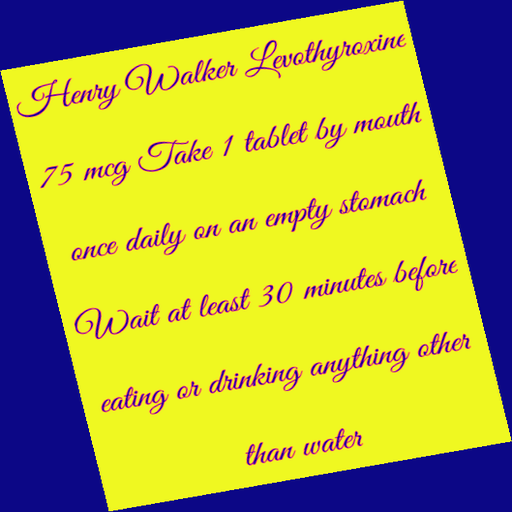 Henry Walker Levothyroxine
75 mcg Take 1 tablet by mouth
once daily on an empty stomach
Wait at least 30 minutes before
eating or drinking anything other
than water